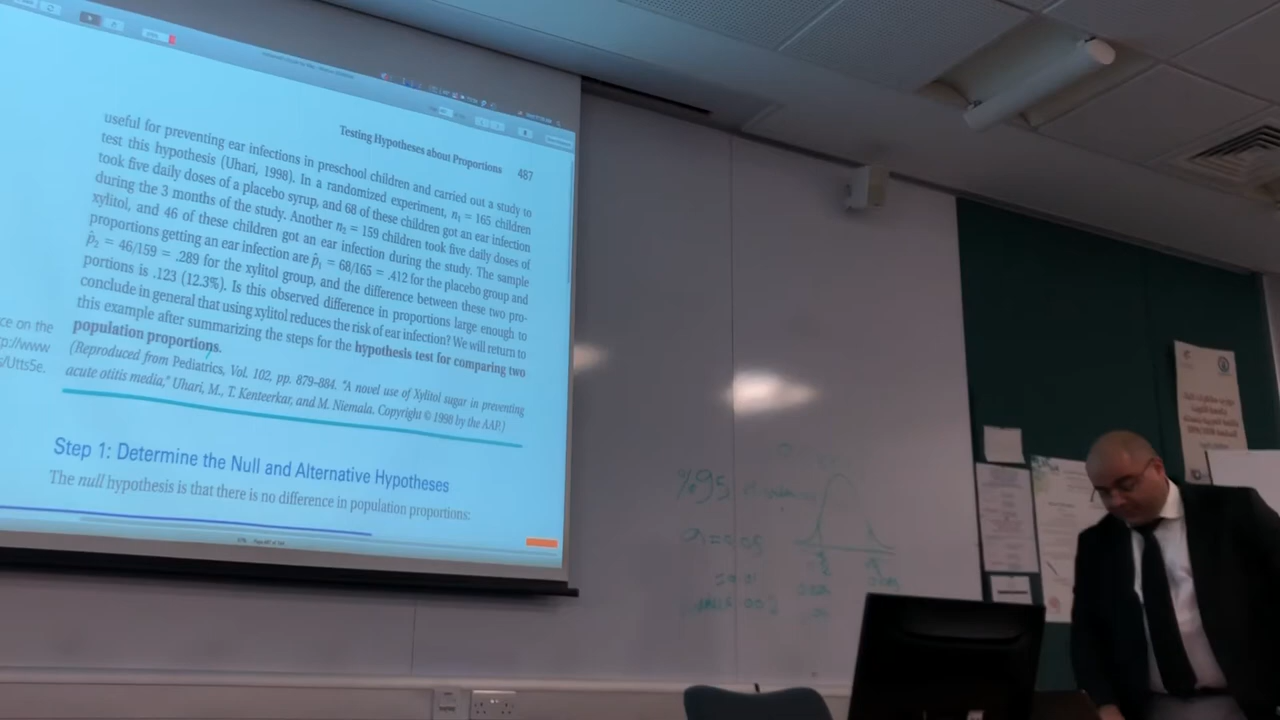 Testing Hypotheses about Proportions 487
useful for preventing ear infections in preschool children and carried out a study to
test this hypothesis (Uhari, 1998). In a randomized experiment, n₁ = 165 children
took five daily doses of a placebo syrup, and 68 of these children got an ear infection
during the 3 months of the study. Another n₂ = 159 children took five daily doses of
xylitol, and 46 of these children got an ear infection during the study. The sample
proportions getting an ear infection are p̂₁ = 68/165 = .412 for the placebo group and
p̂₂ = 46/159 = .289 for the xylitol group, and the difference between these two pro-
portions is .123 (12.3%). Is this observed difference in proportions large enough to
conclude in general that using xylitol reduces the risk of ear infection? We will return to
this example after summarizing the steps for the hypothesis test for comparing two
population proportions.
(Reproduced from Pediatrics, Vol. 102, pp. 879–884. "A novel use of Xylitol sugar in preventing
acute otitis media," Uhari, M., T. Kenteerkar, and M. Niemala. Copyright © 1998 by the AAP.)
ce on the
p://www
s/Utts5e.
Step 1: Determine the Null and Alternative Hypotheses
The null hypothesis is that there is no difference in population proportions:
%95